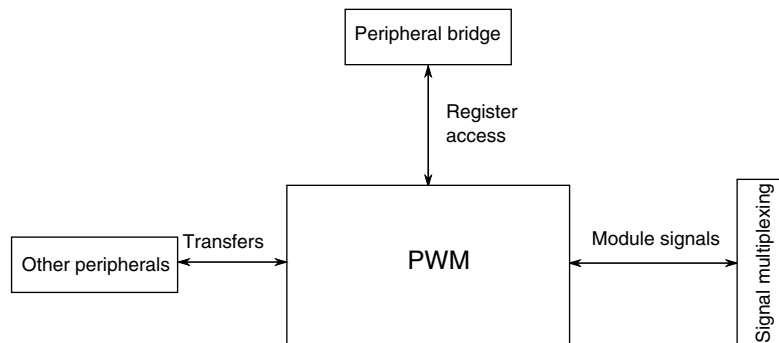 Peripheral bridge
Register
access
Transfers
Other peripherals
PWM
Module signals
Signal multiplexing